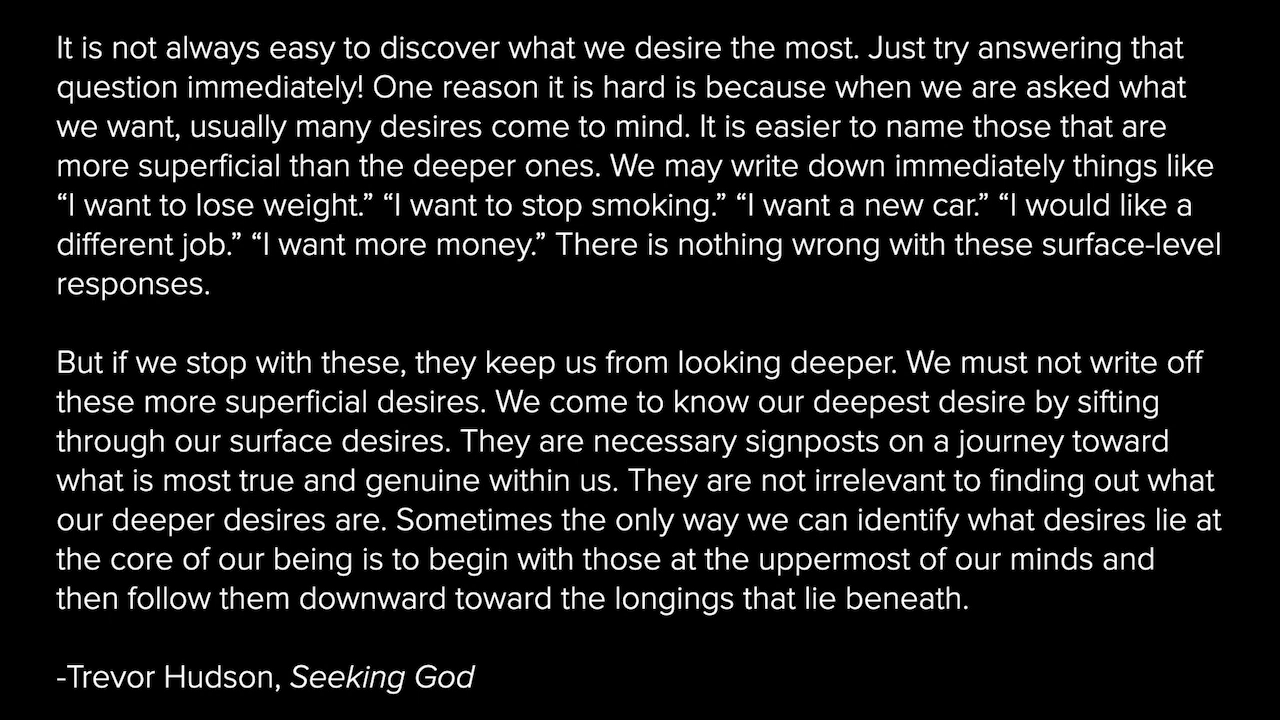 It is not always easy to discover what we desire the most. Just try answering that
question immediately! One reason it is hard is because when we are asked what
we want, usually many desires come to mind. It is easier to name those that are
more superficial than the deeper ones. We may write down immediately things like
“I want to lose weight.” “I want to stop smoking.” “I want a new car.” “I would like a
different job.” “I want more money.” There is nothing wrong with these surface-level
responses.
But if we stop with these, they keep us from looking deeper. We must not write off
these more superficial desires. We come to know our deepest desire by sifting
through our surface desires. They are necessary signposts on a journey toward
what is most true and genuine within us. They are not irrelevant to finding out what
our deeper desires are. Sometimes the only way we can identify what desires lie at
the core of our being is to begin with those at the uppermost of our minds and
then follow them downward toward the longings that lie beneath.
-Trevor Hudson, Seeking God